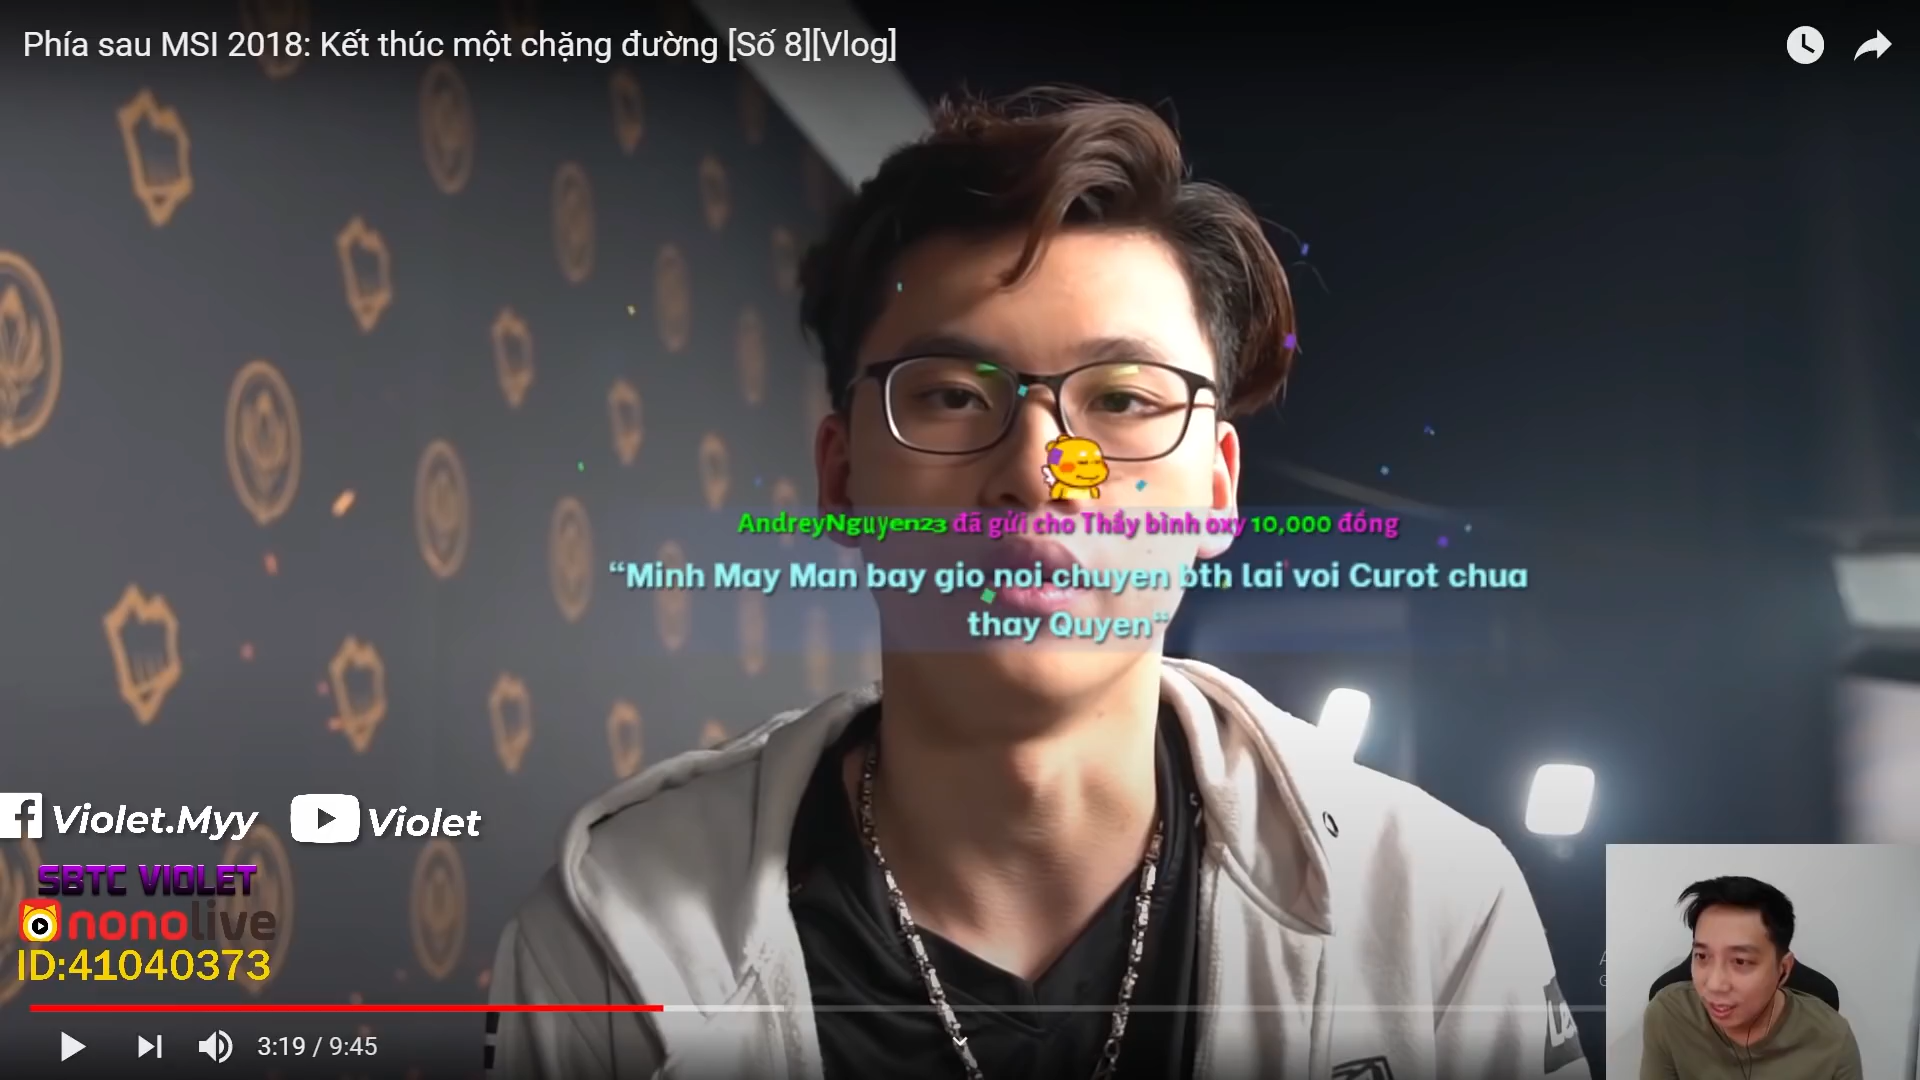 Phía sau MSI 2018: Kết thúc một chặng đường [Số 8][Vlog]
AndreyNguyen23 đã gửi cho Thầy bình oxy 10,000 đồng
“Minh May Man bay gio noi chuyen bth lai voi Curot chua
thay Quyen“
Violet.Myy Violet
SBTC VIOLET
nonolive
ID:41040373
3:19 / 9:45